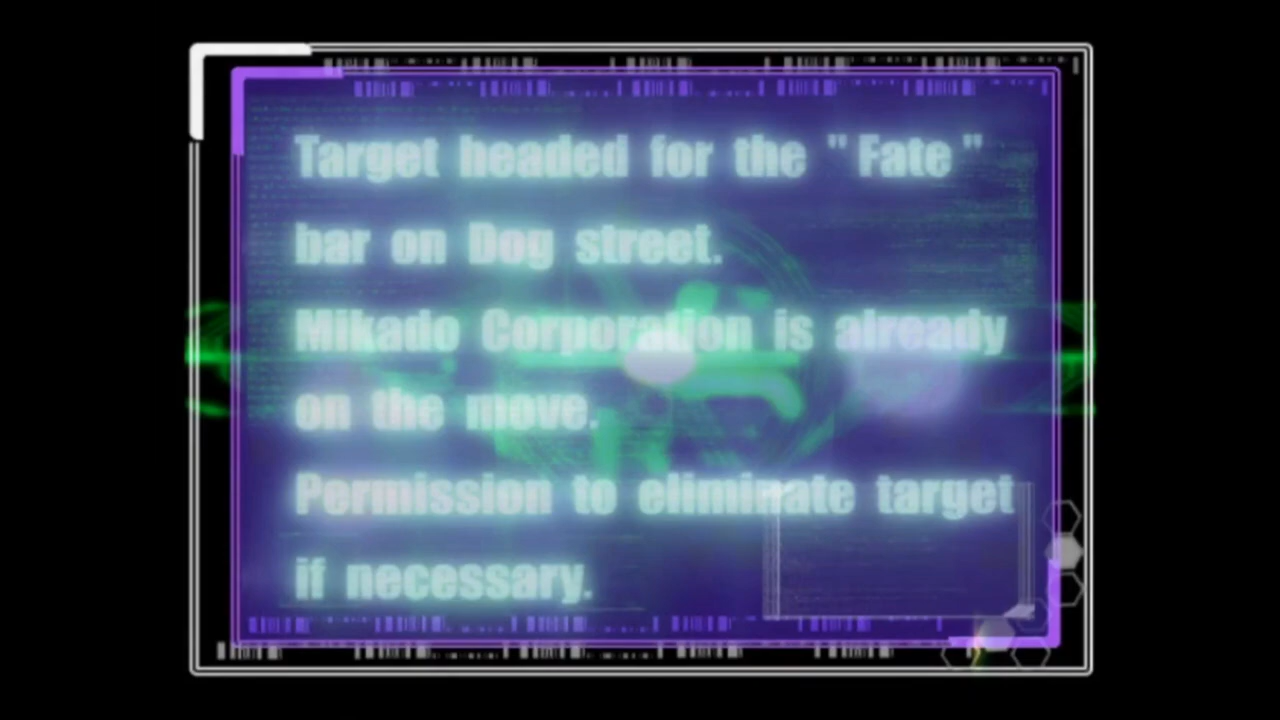 Target headed for the "Fate"
bar on Dog street.
Mikado Corporation is already
on the move.
Permission to eliminate target
if necessary.